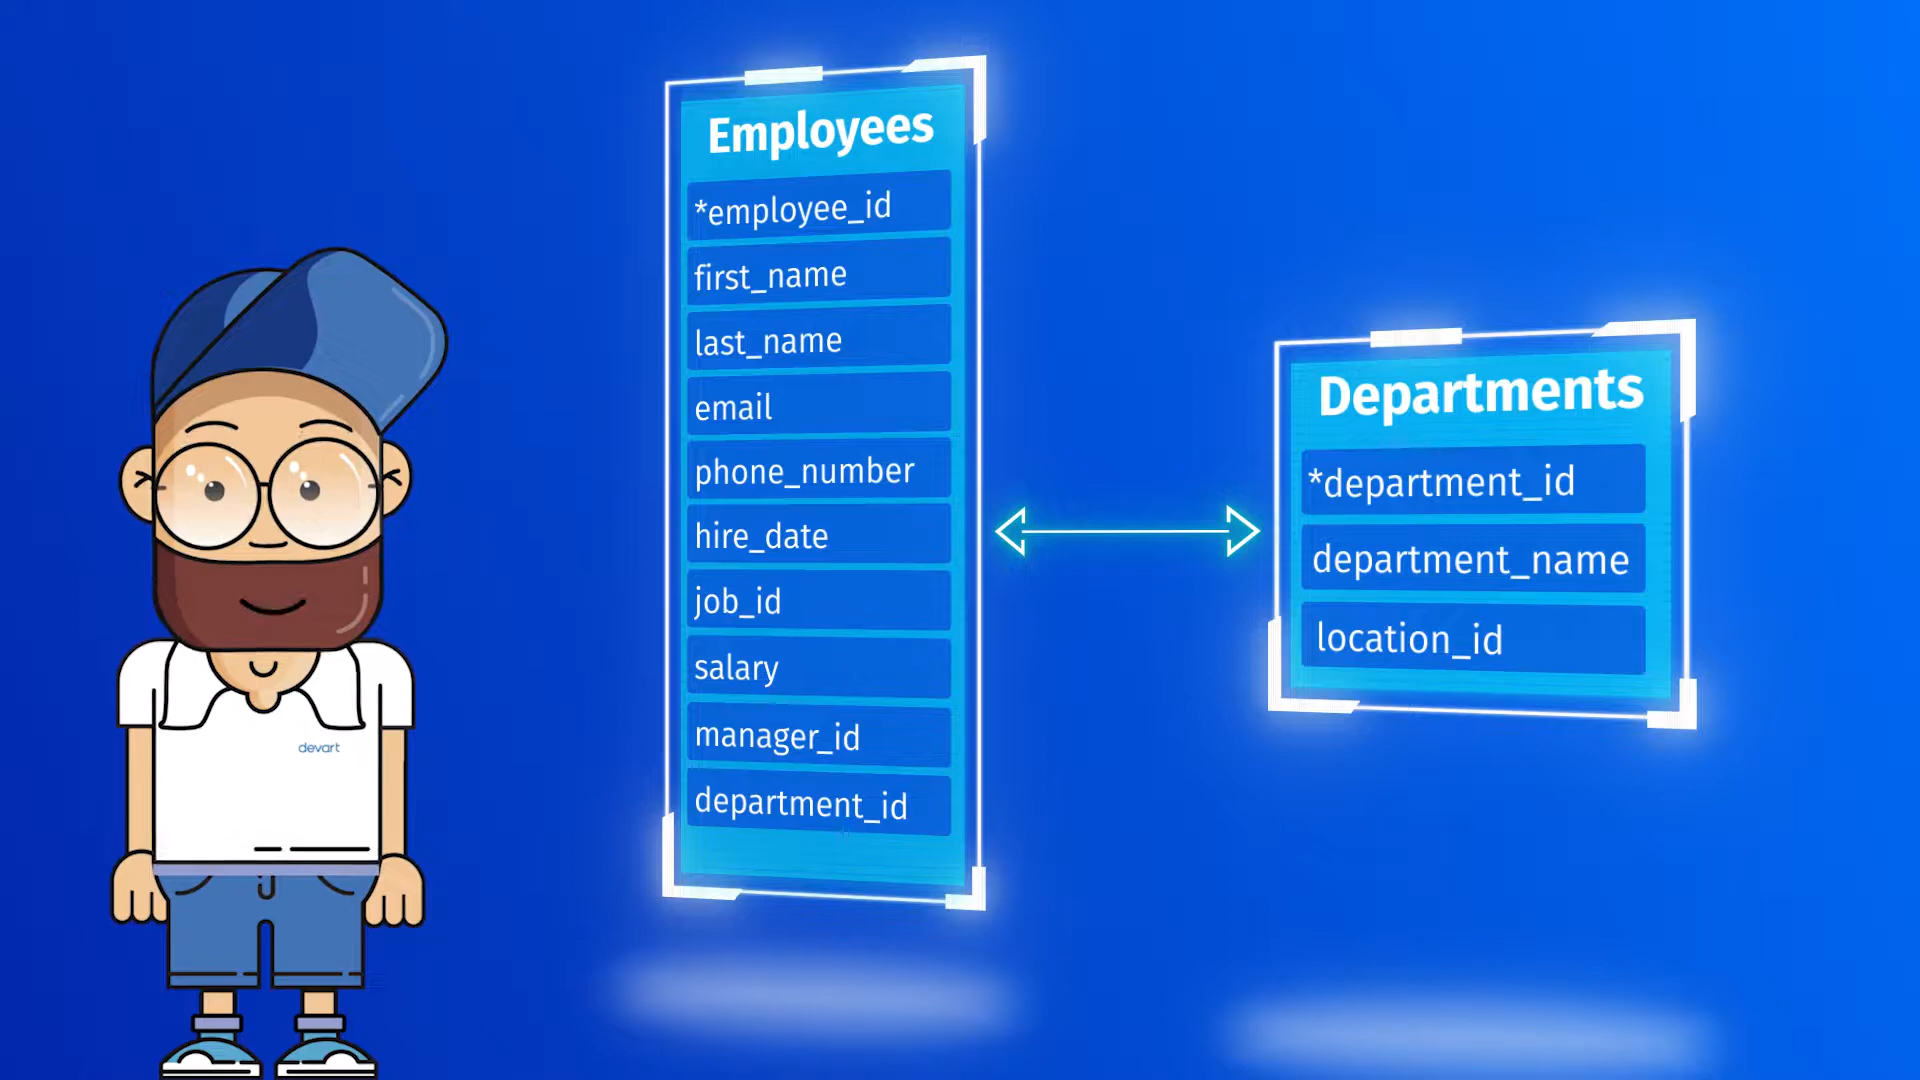 Employees
*employee_id
first_name
last_name
email
phone_number
hire_date
job_id
salary
manager_id
department_id
Departments
*department_id
department_name
location_id
devart